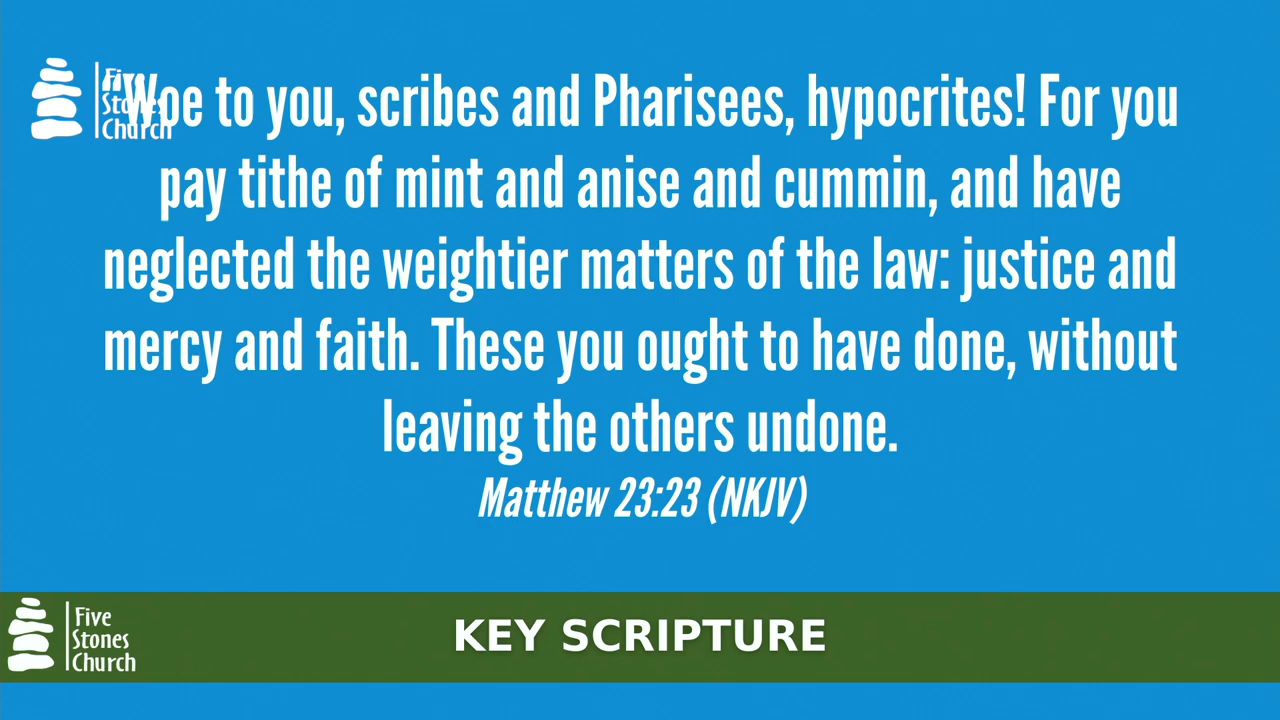 Five
Stones
Church
"Woe to you, scribes and Pharisees, hypocrites! For you
pay tithe of mint and anise and cummin, and have
neglected the weightier matters of the law: justice and
mercy and faith. These you ought to have done, without
leaving the others undone.
Matthew 23:23 (NKJV)
Five
Stones
Church
KEY SCRIPTURE